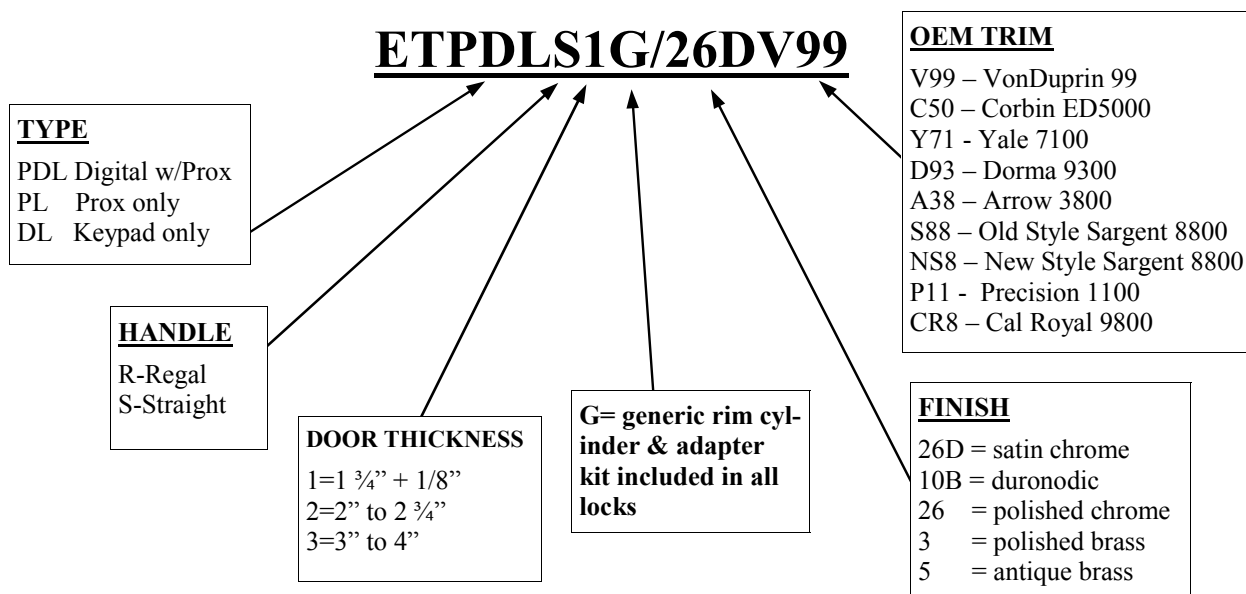 ETPDLS1G/26DV99
TYPE
PDL Digital w/Prox
PL Prox only
DL Keypad only
HANDLE
R-Regal
S-Straight
DOOR THICKNESS
1=1 ¾” + 1/8”
2=2” to 2 ¾”
3=3” to 4”
G= generic rim cyl-
inder & adapter
kit included in all
locks
OEM TRIM
V99 – VonDuprin 99
C50 – Corbin ED5000
Y71 - Yale 7100
D93 – Dorma 9300
A38 – Arrow 3800
S88 – Old Style Sargent 8800
NS8 – New Style Sargent 8800
P11 - Precision 1100
CR8 – Cal Royal 9800
FINISH
26D = satin chrome
10B = duronodic
26 = polished chrome
3 = polished brass
5 = antique brass